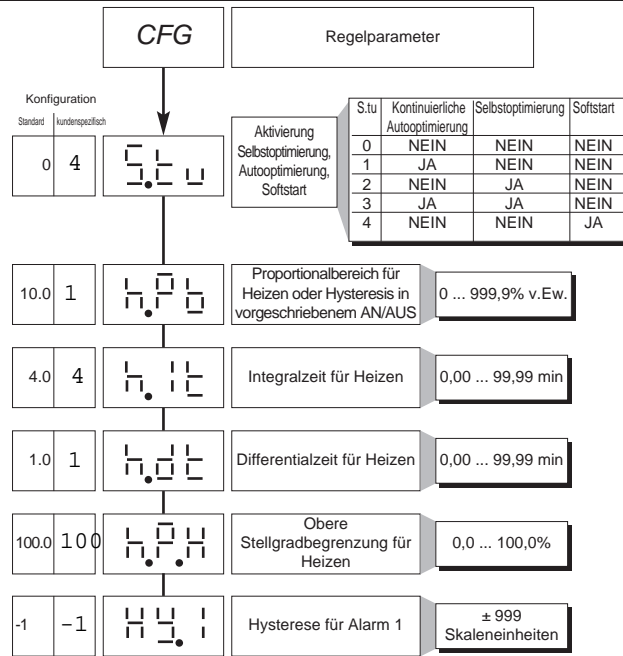 CFG
Regelparameter
Konfiguration
Standard kundenspezifisch
0 4
S.tu
Aktivierung
Selbstoptimierung,
Autooptimierung,
Softstart
S.tu Kontinuierliche Autooptimierung Selbstoptimierung Softstart
0 NEIN NEIN NEIN
1 JA NEIN NEIN
2 NEIN JA NEIN
3 JA JA NEIN
4 NEIN NEIN JA
10.0 1
h.Pb
Proportionalbereich für
Heizen oder Hysteresis in
vorgeschriebenem AN/AUS
0 ... 999,9% v.Ew.
4.0 4
h.It
Integralzeit für Heizen
0,00 ... 99,99 min
1.0 1
h.dt
Differentialzeit für Heizen
0,00 ... 99,99 min
100.0 100
h.P.H
Obere
Stellgradbegrenzung für
Heizen
0,0 ... 100,0%
-1 -1
HY.1
Hysterese für Alarm 1
± 999
Skaleneinheiten